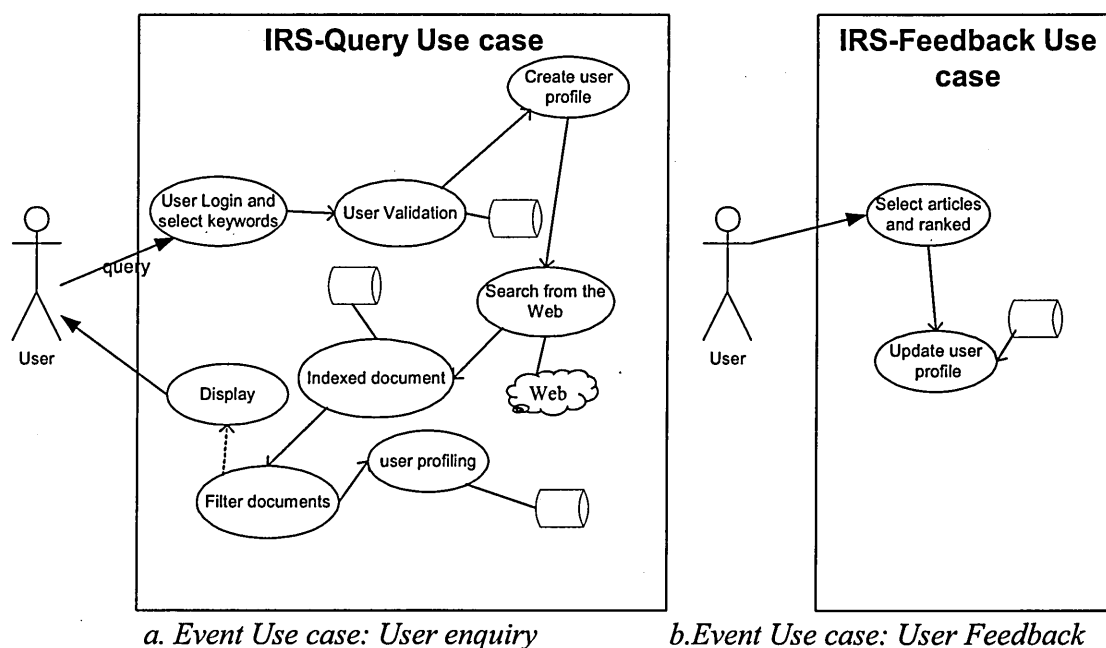 IRS-Query Use case
Create user
profile
User Login and
select keywords
User Validation
query
Search from the
Web
User
Indexed document
Web
Display
user profiling
Filter documents
a. Event Use case: User enquiry
IRS-Feedback Use
case
Select articles
and ranked
User
Update user
profile
b.Event Use case: User Feedback